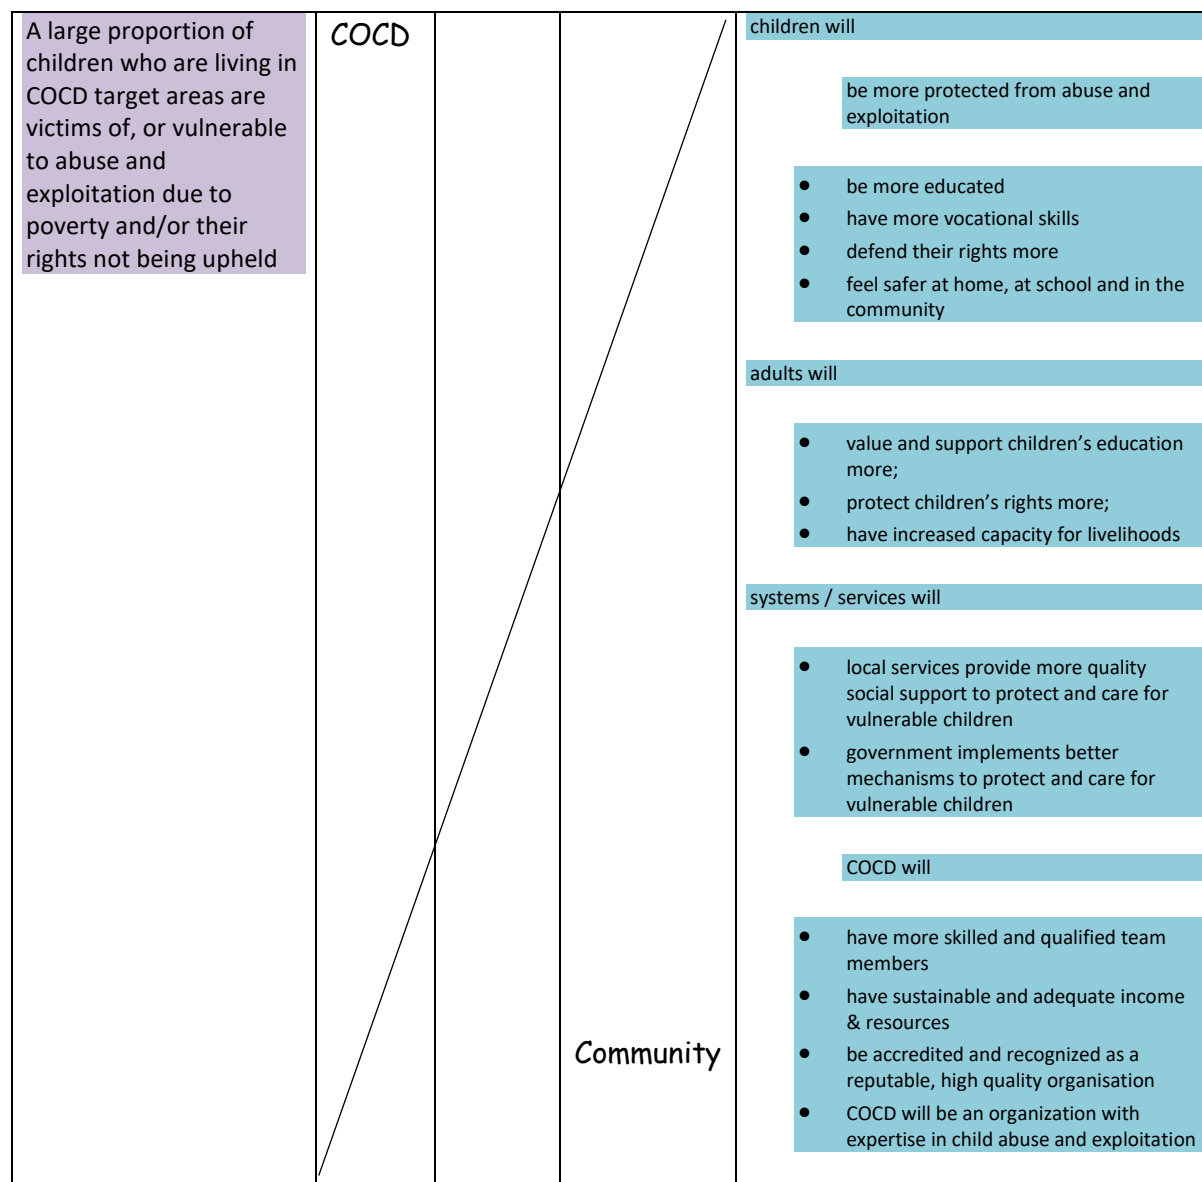 A large proportion of
children who are living in
COCD target areas are
victims of, or vulnerable
to abuse and
exploitation due to
poverty and/or their
rights not being upheld
COCD
Community
children will
be more protected from abuse and
exploitation
• be more educated
• have more vocational skills
• defend their rights more
• feel safer at home, at school and in the
community
adults will
• value and support children’s education
more;
• protect children’s rights more;
• have increased capacity for livelihoods
systems / services will
• local services provide more quality
social support to protect and care for
vulnerable children
• government implements better
mechanisms to protect and care for
vulnerable children
COCD will
• have more skilled and qualified team
members
• have sustainable and adequate income
& resources
• be accredited and recognized as a
reputable, high quality organisation
• COCD will be an organization with
expertise in child abuse and exploitation